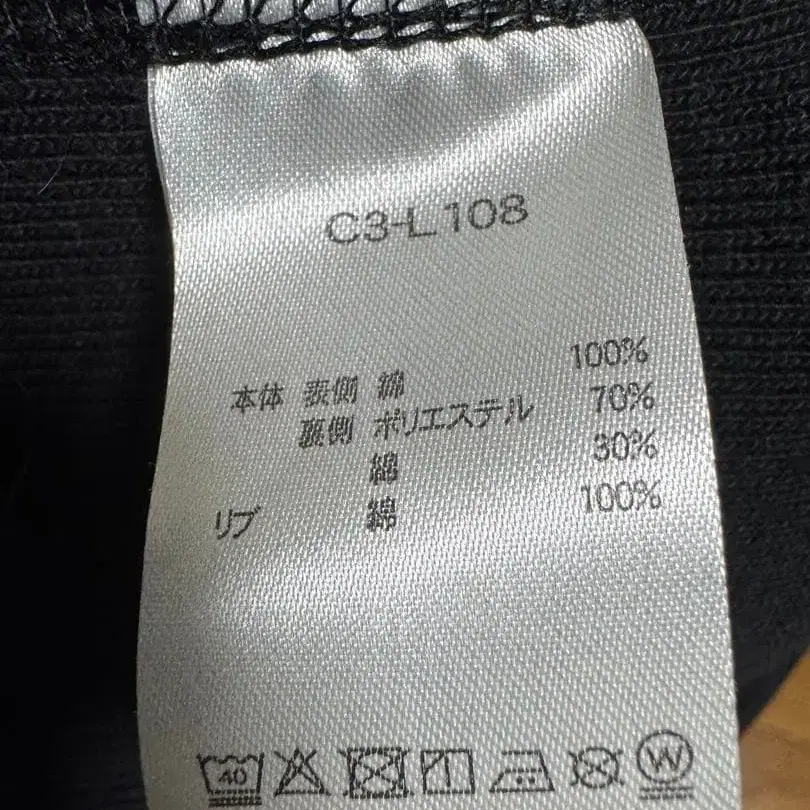 C3-L108
本体 表側 綿 100%
裏側 ポリエステル 70%
綿 30%
リブ 綿 100%
40 W